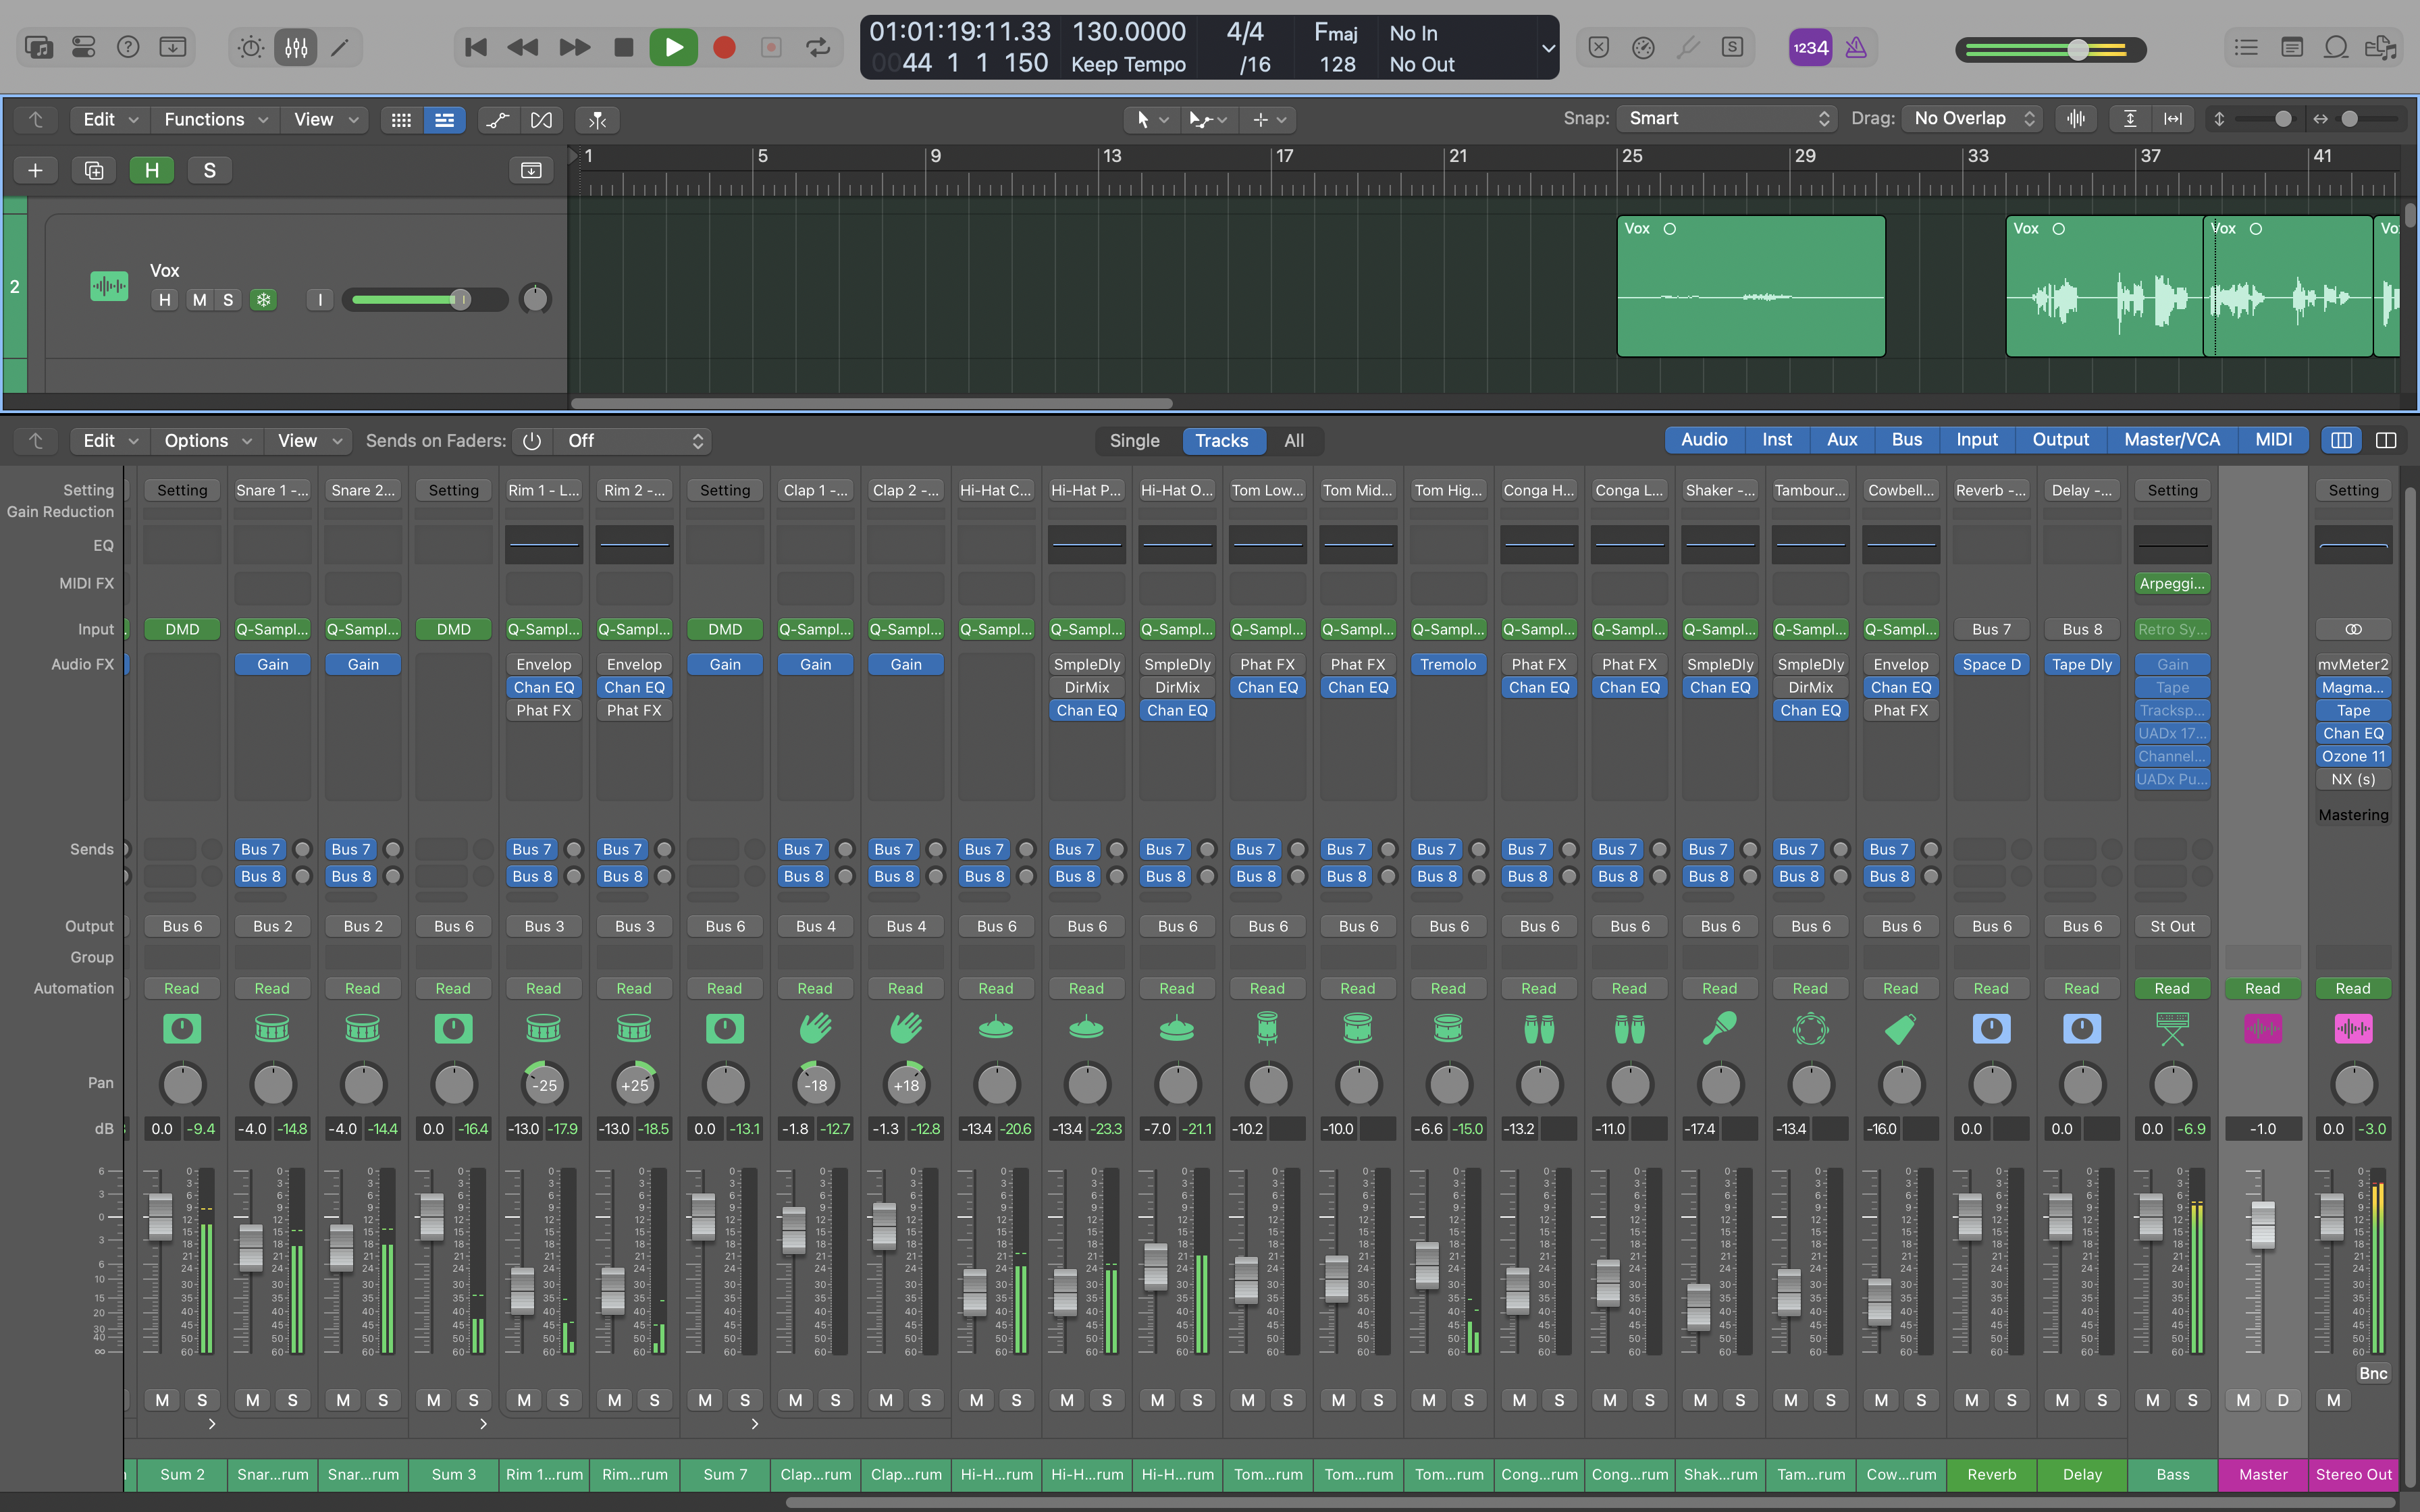 01:01:19:11.33 130.0000 4/4 Fmaj No In
0044 1 1 150 Keep Tempo /16 128 No Out
1234
Edit Functions View Snap: Smart Drag: No Overlap
H S
1 5 9 13 17 21 25 29 33 37 41
2
Vox
H M S I
Vox Vox Vox Vo
Edit Options View Sends on Faders: Off Single Tracks All Audio Inst Aux Bus Input Output Master/VCA MIDI
Setting Setting Snare 1 -... Snare 2... Setting Rim 1 - L... Rim 2 -... Setting Clap 1 -... Clap 2 -... Hi-Hat C... Hi-Hat P... Hi-Hat O... Tom Low... Tom Mid... Tom Hig... Conga H... Conga L... Shaker -... Tambour... Cowbell... Reverb -... Delay -... Setting Setting
Gain Reduction
EQ
MIDI FX Arpeggi...
Input DMD Q-Sampl... Q-Sampl... DMD Q-Sampl... Q-Sampl... DMD Q-Sampl... Q-Sampl... Q-Sampl... Q-Sampl... Q-Sampl... Q-Sampl... Q-Sampl... Q-Sampl... Q-Sampl... Q-Sampl... Q-Sampl... Q-Sampl... Q-Sampl... Bus 7 Bus 8 Retro Sy...
Audio FX Gain Gain Envelop Envelop Gain Gain Gain SmpleDly SmpleDly Phat FX Phat FX Tremolo Phat FX Phat FX SmpleDly SmpleDly Envelop Space D Tape Dly Gain mvMeter2
Chan EQ Chan EQ DirMix DirMix Chan EQ Chan EQ Chan EQ Chan EQ Chan EQ DirMix Chan EQ Tape Magma...
Phat FX Phat FX Chan EQ Chan EQ Chan EQ Phat FX Tracksp... Tape
UADx 17... Chan EQ
Channel... Ozone 11
UADx Pu... NX (s)
Mastering
Sends Bus 7 Bus 7 Bus 7 Bus 7 Bus 7 Bus 7 Bus 7 Bus 7 Bus 7 Bus 7 Bus 7 Bus 7 Bus 7 Bus 7 Bus 7 Bus 7 Bus 7
Bus 8 Bus 8 Bus 8 Bus 8 Bus 8 Bus 8 Bus 8 Bus 8 Bus 8 Bus 8 Bus 8 Bus 8 Bus 8 Bus 8 Bus 8 Bus 8 Bus 8
Output Bus 6 Bus 2 Bus 2 Bus 6 Bus 3 Bus 3 Bus 6 Bus 4 Bus 4 Bus 6 Bus 6 Bus 6 Bus 6 Bus 6 Bus 6 Bus 6 Bus 6 Bus 6 Bus 6 Bus 6 Bus 6 Bus 6 St Out
Group
Automation Read Read Read Read Read Read Read Read Read Read Read Read Read Read Read Read Read Read Read Read Read Read Read Read Read
Pan -25 +25 -18 +18
dB 0.0 -9.4 -4.0 -14.8 -4.0 -14.4 0.0 -16.4 -13.0 -17.9 -13.0 -18.5 0.0 -13.1 -1.8 -12.7 -1.3 -12.8 -13.4 -20.6 -13.4 -23.3 -7.0 -21.1 -10.2 -10.0 -6.6 -15.0 -13.2 -11.0 -17.4 -13.4 -16.0 0.0 0.0 0.0 -6.9 -1.0 0.0 -3.0
Bnc
M S M S M S M S M S M S M S M S M S M S M S M S M S M S M S M S M S M S M S M S M S M S M S M D M
Sum 2 Snar...rum Snar...rum Sum 3 Rim 1...rum Rim...rum Sum 7 Clap...rum Clap...rum Hi-H...rum Hi-H...rum Hi-H...rum Tom...rum Tom...rum Tom...rum Cong...rum Cong...rum Shak...rum Tam...rum Cow...rum Reverb Delay Bass Master Stereo Out